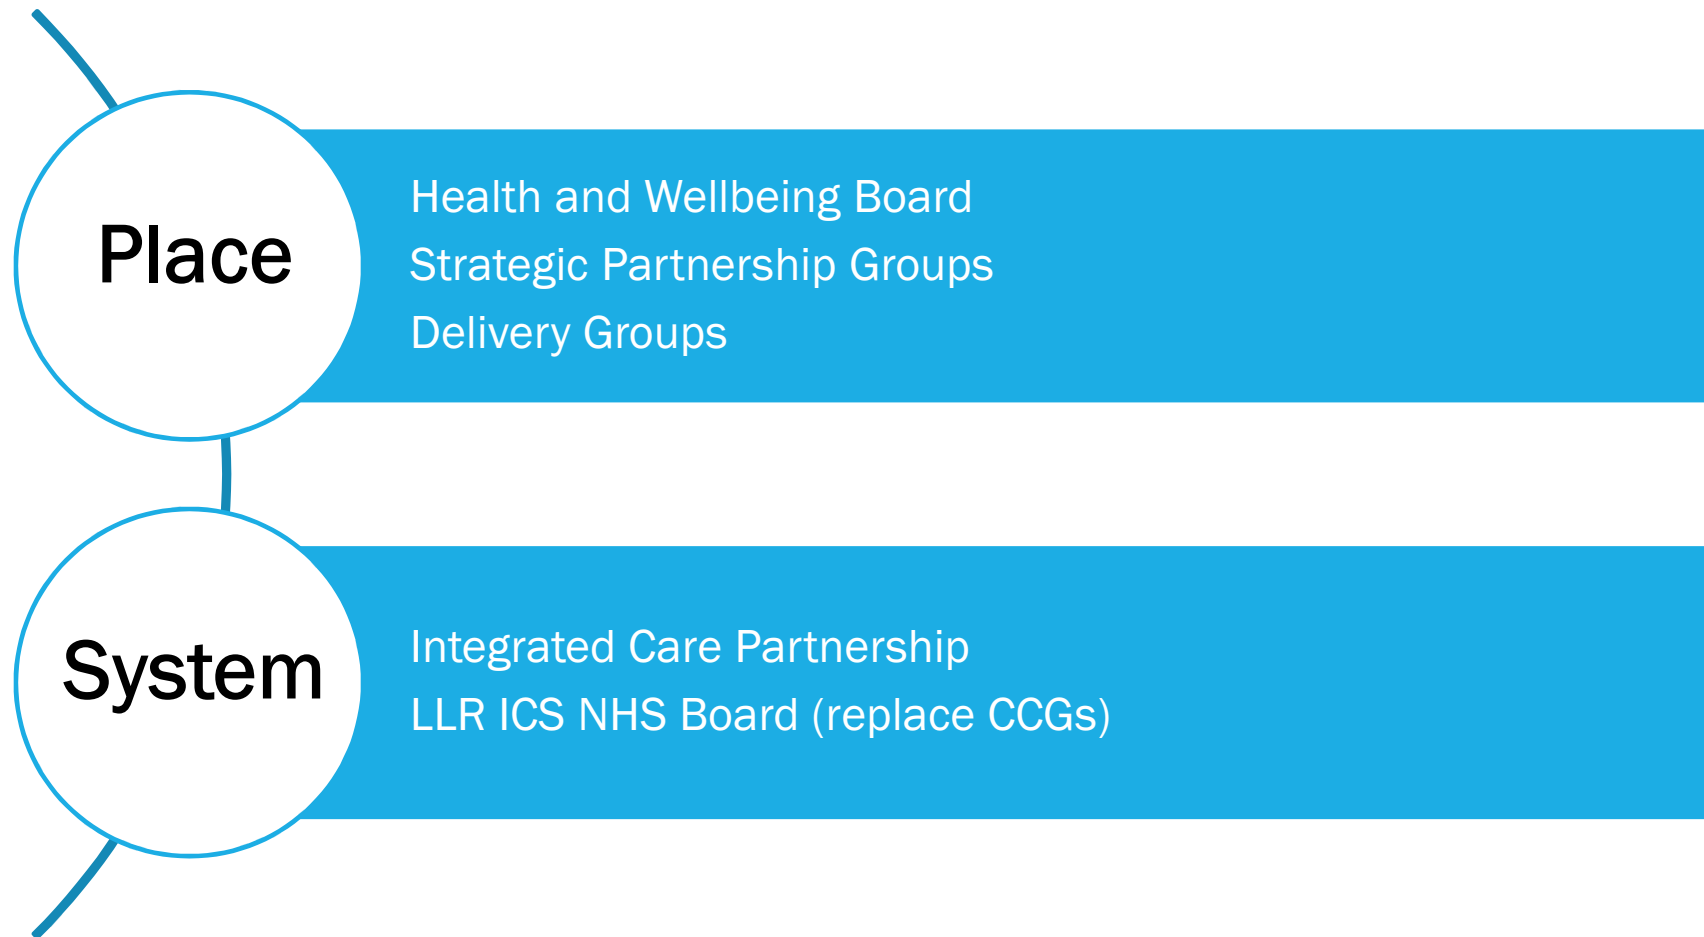 Place
Health and Wellbeing Board
Strategic Partnership Groups
Delivery Groups
System
Integrated Care Partnership
LLR ICS NHS Board (replace CCGs)